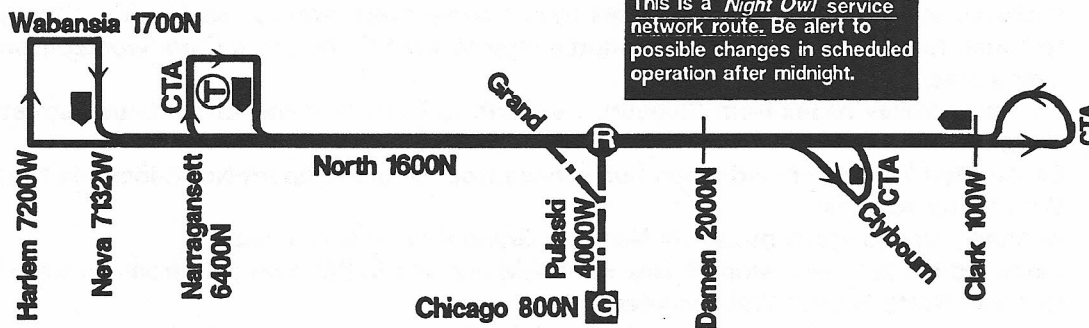 Wabansia 1700N
This is a Night Owl service
network route. Be alert to
possible changes in scheduled
operation after midnight.
CTA
T
Grand
R
CTA
North 1600N
CTA
Clybourn
Harlem 7200W
Neva 7132W
Narragansett
6400N
Pulaski
4000W
Damen 2000N
Clark 100W
Chicago 800N
G